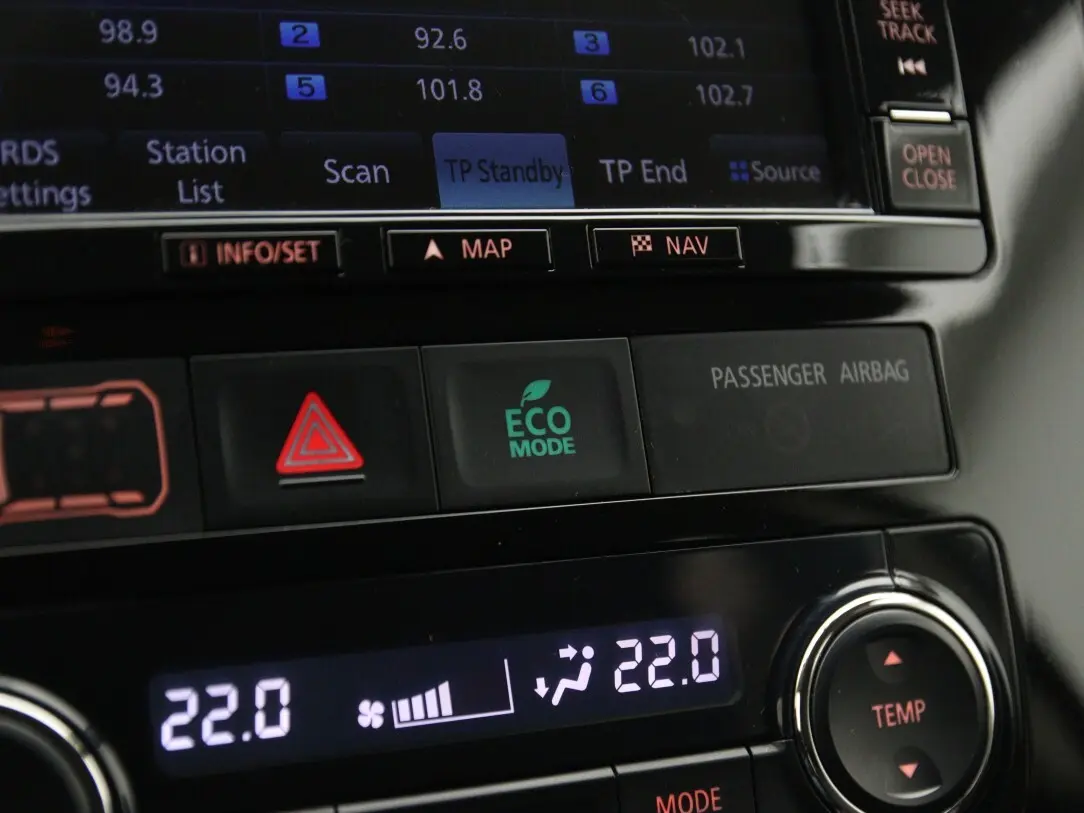 98.9 2 92.6 3 102.1
94.3 5 101.8 6 102.7
RDS
ettings
Station
List
Scan
TP Standby
TP End
Source
SEEK
TRACK
OPEN
CLOSE
i INFO/SET
MAP
NAV
ECO
MODE
PASSENGER AIRBAG
22.0
22.0
TEMP
MODE